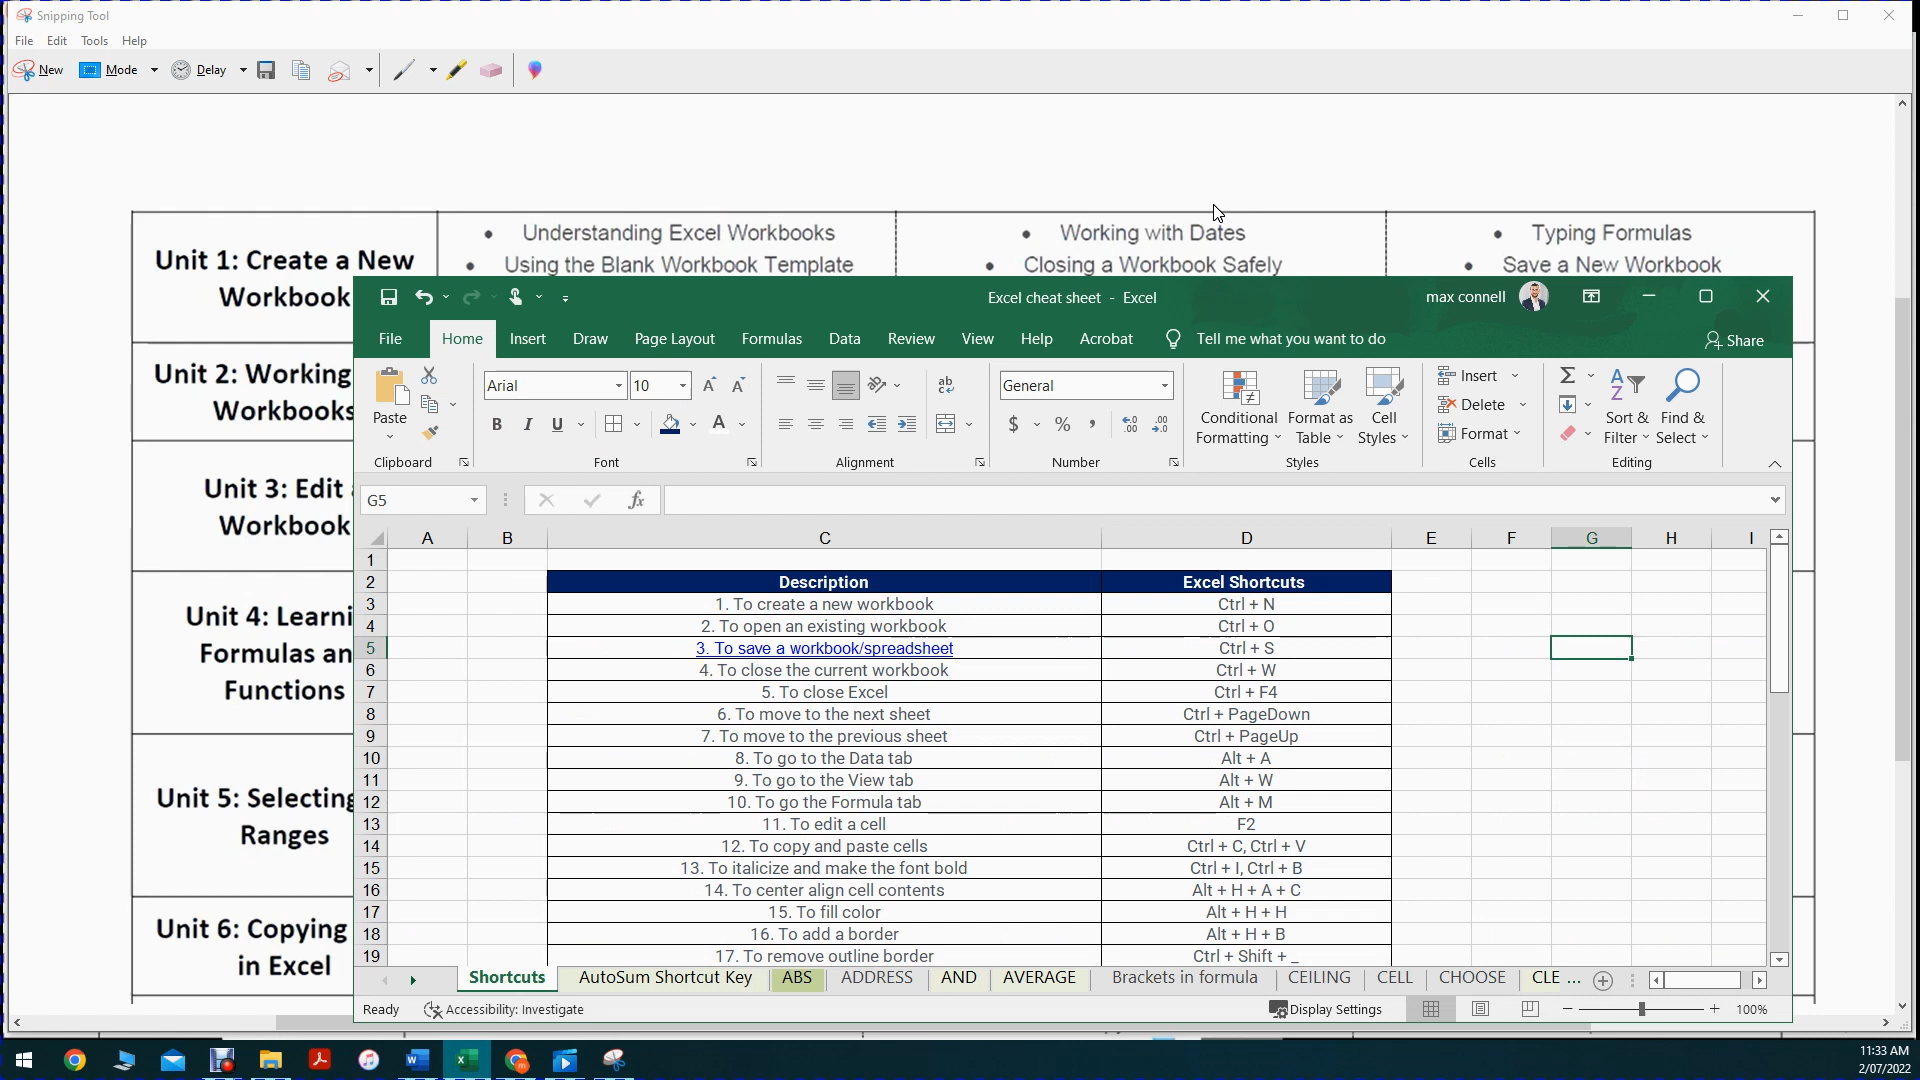 Snipping Tool
File Edit Tools Help
New Mode Delay
Unit 1: Create a New
Workbook
• Understanding Excel Workbooks
• Using the Blank Workbook Template
• Working with Dates
• Closing a Workbook Safely
• Typing Formulas
• Save a New Workbook
Unit 2: Working
Workbooks
Unit 3: Edit
Workbook
Unit 4: Learni
Formulas an
Functions
Unit 5: Selecting
Ranges
Unit 6: Copying
in Excel
Excel cheat sheet - Excel
max connell
File Home Insert Draw Page Layout Formulas Data Review View Help Acrobat Tell me what you want to do Share
Paste
Clipboard
Arial 10
B I U A
Font
ab
Alignment
General
$ % ,
Number
Conditional
Formatting
Format as
Table
Cell
Styles
Styles
Insert
Delete
Format
Cells
Sort &
Filter
Find &
Select
Editing
G5 fx
A B C D E F G H I
1
2 Description Excel Shortcuts
3 1. To create a new workbook Ctrl + N
4 2. To open an existing workbook Ctrl + O
5 3. To save a workbook/spreadsheet Ctrl + S
6 4. To close the current workbook Ctrl + W
7 5. To close Excel Ctrl + F4
8 6. To move to the next sheet Ctrl + PageDown
9 7. To move to the previous sheet Ctrl + PageUp
10 8. To go to the Data tab Alt + A
11 9. To go to the View tab Alt + W
12 10. To go the Formula tab Alt + M
13 11. To edit a cell F2
14 12. To copy and paste cells Ctrl + C, Ctrl + V
15 13. To italicize and make the font bold Ctrl + I, Ctrl + B
16 14. To center align cell contents Alt + H + A + C
17 15. To fill color Alt + H + H
18 16. To add a border Alt + H + B
19 17. To remove outline border Ctrl + Shift + _
Shortcuts AutoSum Shortcut Key ABS ADDRESS AND AVERAGE Brackets in formula CEILING CELL CHOOSE CLE ...
Ready Accessibility: Investigate Display Settings 100%
11:33 AM
2/07/2022